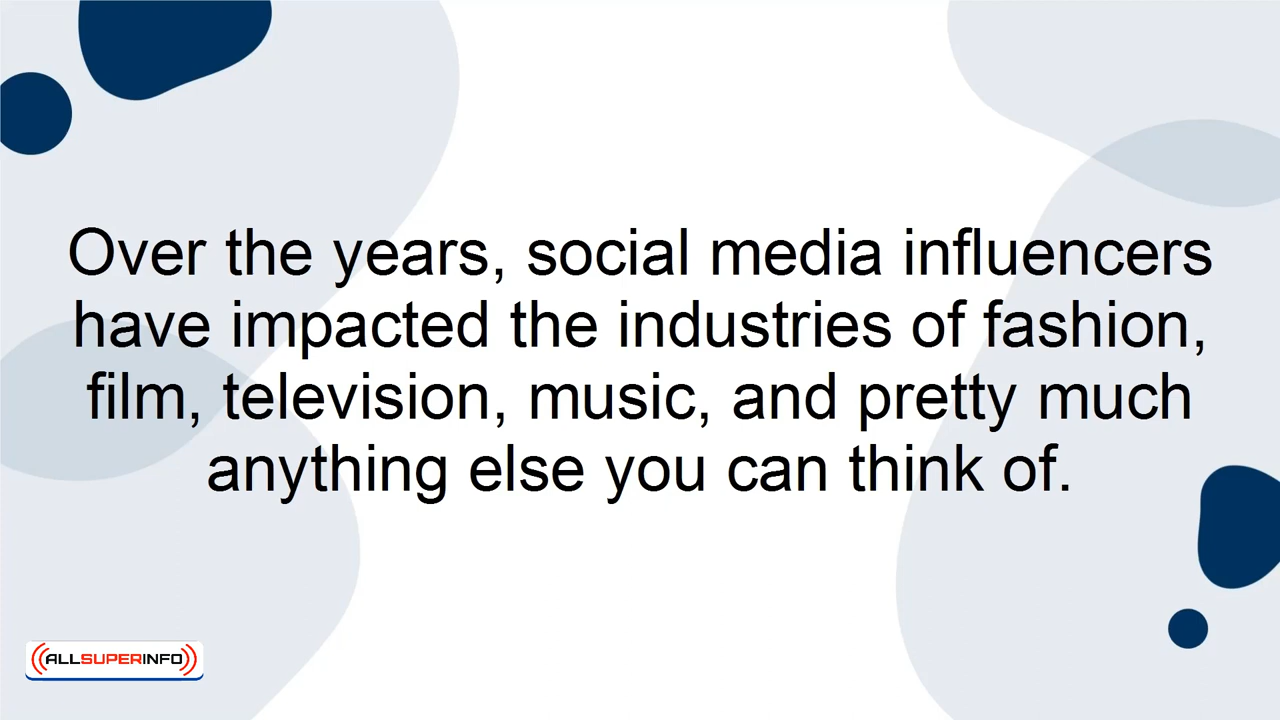 Over the years, social media influencers
have impacted the industries of fashion,
film, television, music, and pretty much
anything else you can think of.
ALLSUPERINFO